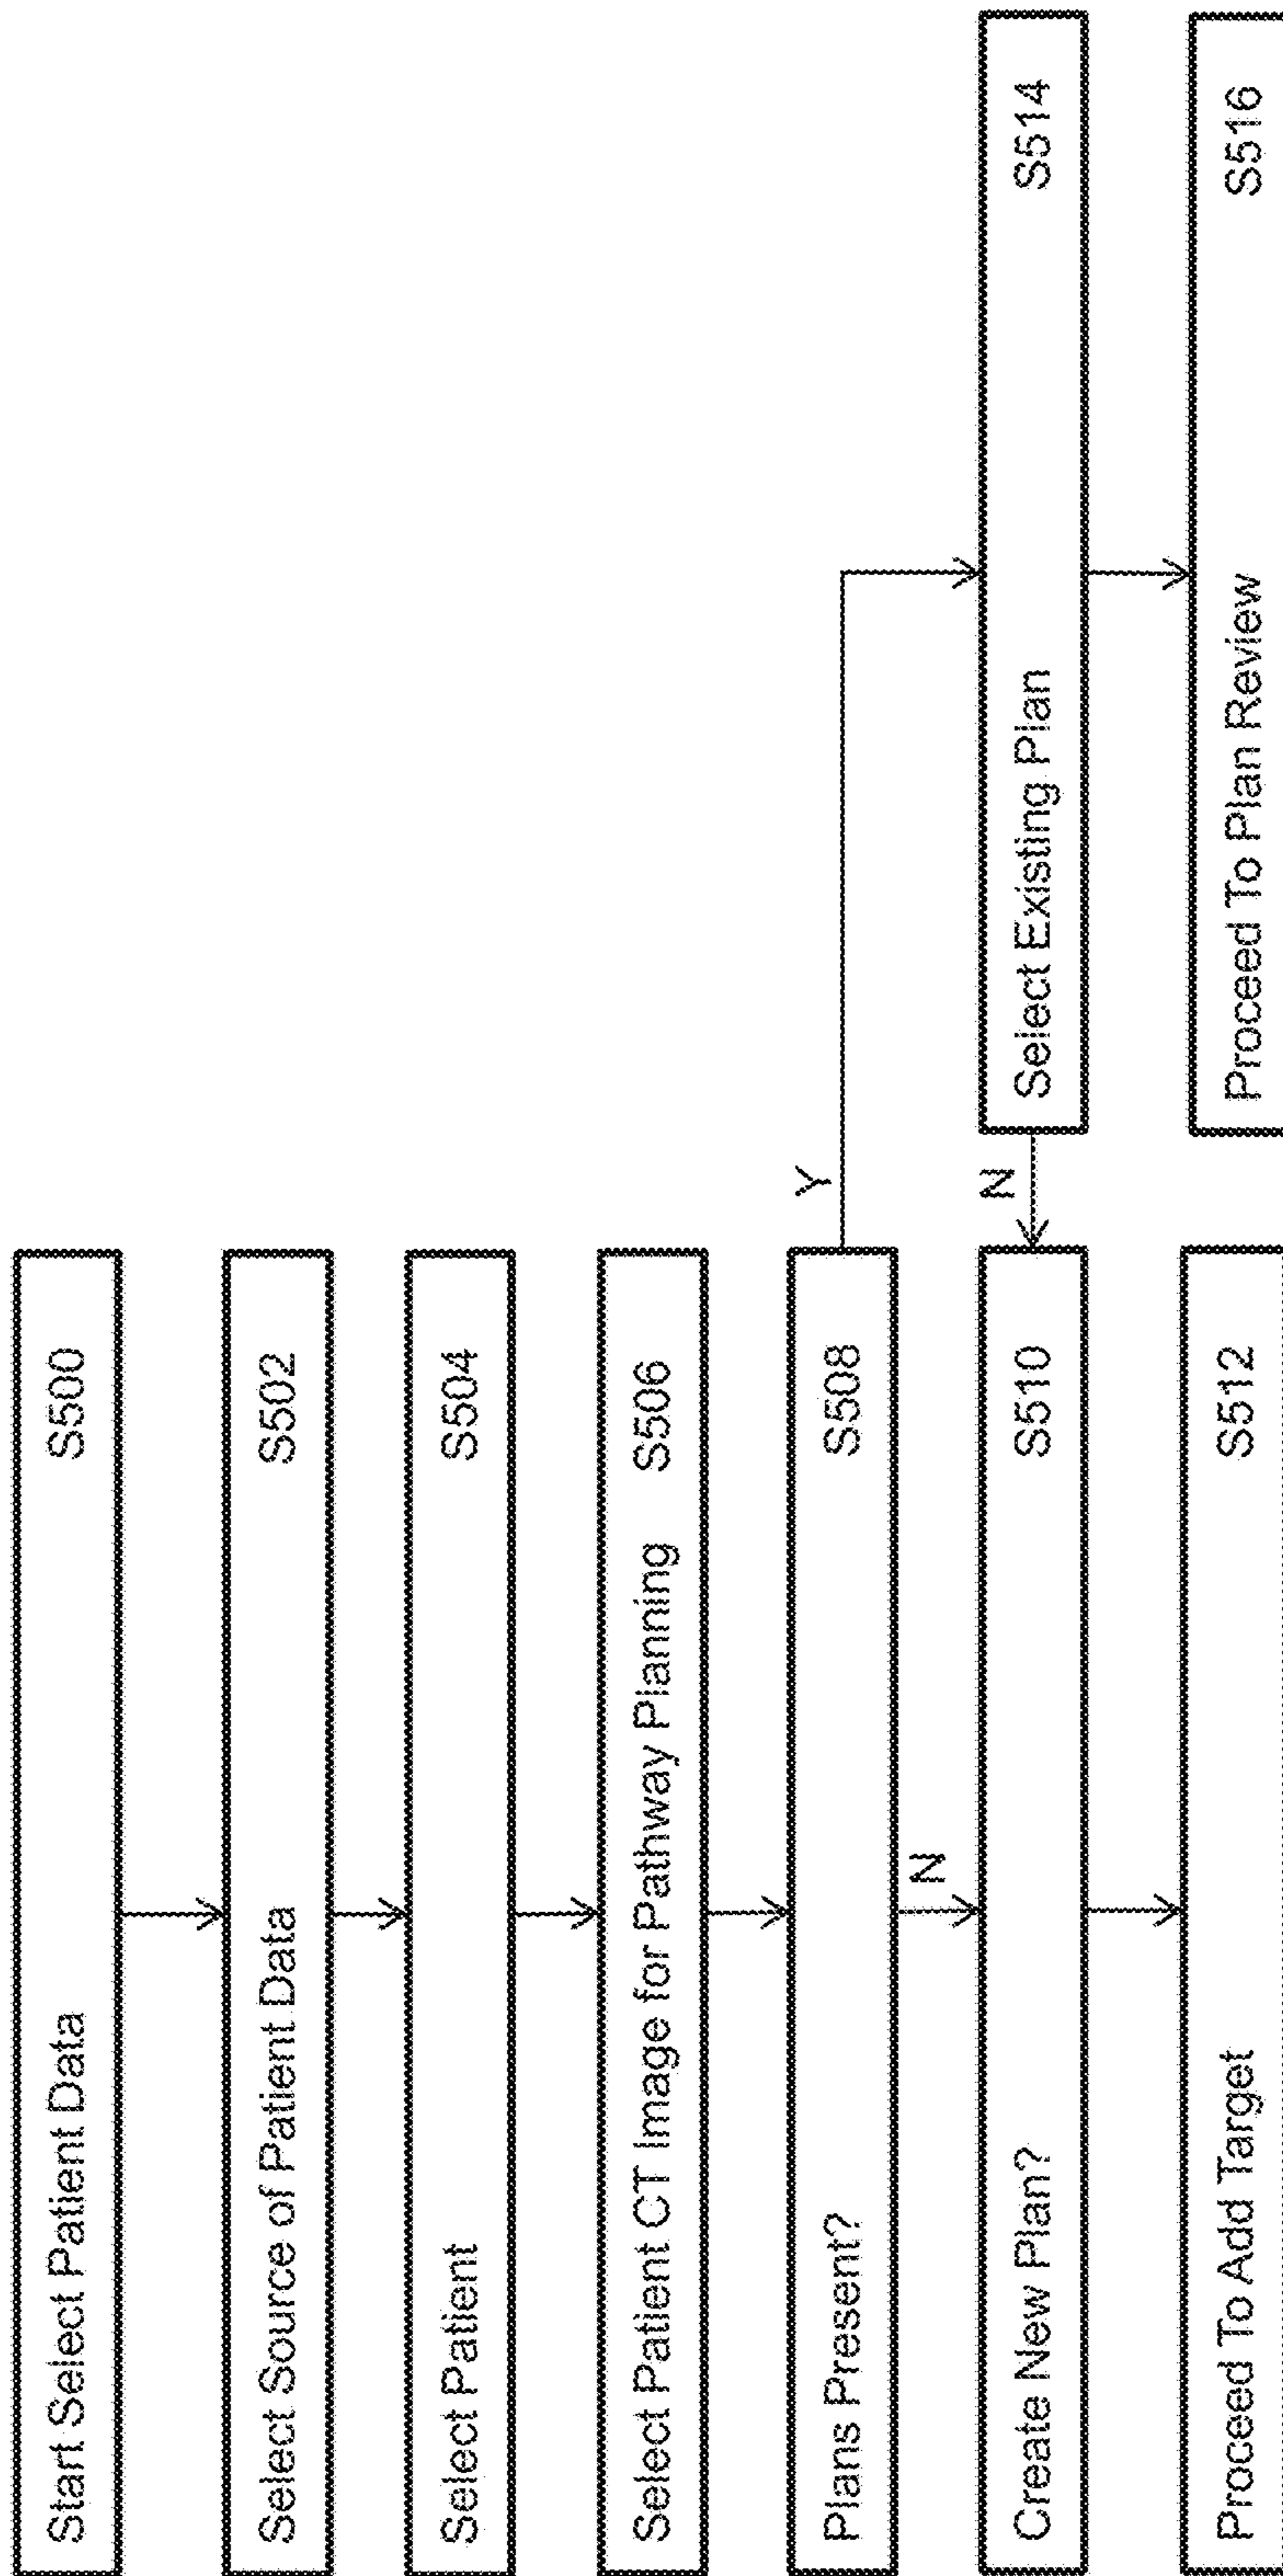 Start Select Patient Data S500
Select Source of Patient Data S502
Select Patient S504
Select Patient CT Image for Pathway Planning S506
Plans Present? S508
Y
N
Create New Plan? S510
N
Select Existing Plan S514
Proceed To Add Target S512
Proceed To Plan Review S516